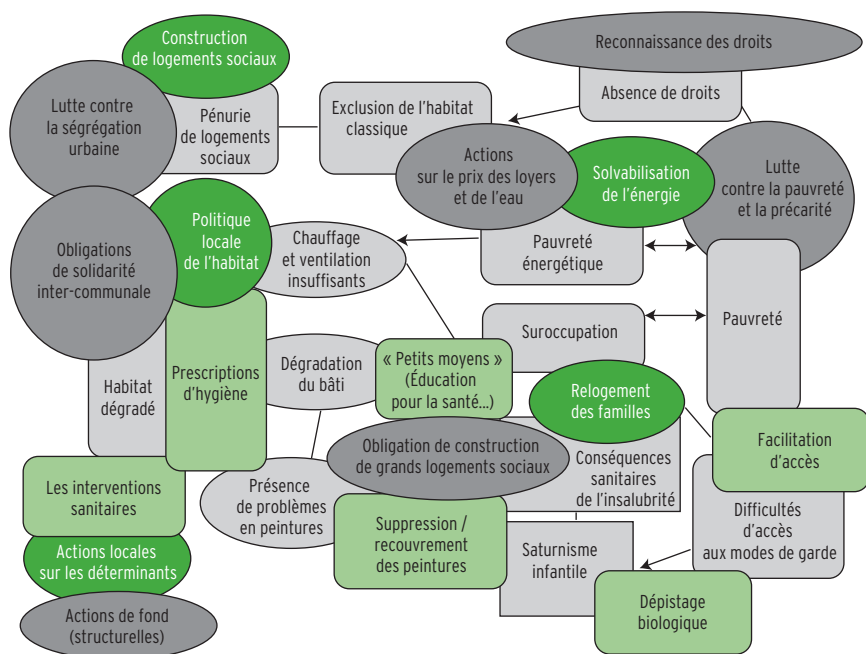 Construction
de logements sociaux
Reconnaissance des droits
Absence de droits
Lutte contre
la ségrégation
urbaine
Pénurie
de logements
sociaux
Exclusion de l'habitat
classique
Actions
sur le prix des loyers
et de l'eau
Solvabilisation
de l'énergie
Lutte
contre la pauvreté
et la précarité
Politique
locale
de l'habitat
Obligations
de solidarité
inter-communale
Chauffage
et ventilation
insuffisants
Pauvreté
énergétique
Pauvreté
Suroccupation
Habitat
dégradé
Prescriptions
d'hygiène
Dégradation
du bâti
« Petits moyens »
(Éducation
pour la santé...)
Relogement
des familles
Obligation de construction
de grands logements sociaux
Conséquences
sanitaires
de l'insalubrité
Facilitation
d'accès
Les interventions
sanitaires
Présence
de problèmes
en peintures
Suppression /
recouvrement
des peintures
Saturnisme
infantile
Difficultés
d'accès
aux modes de garde
Actions locales
sur les déterminants
Dépistage
biologique
Actions de fond
(structurelles)